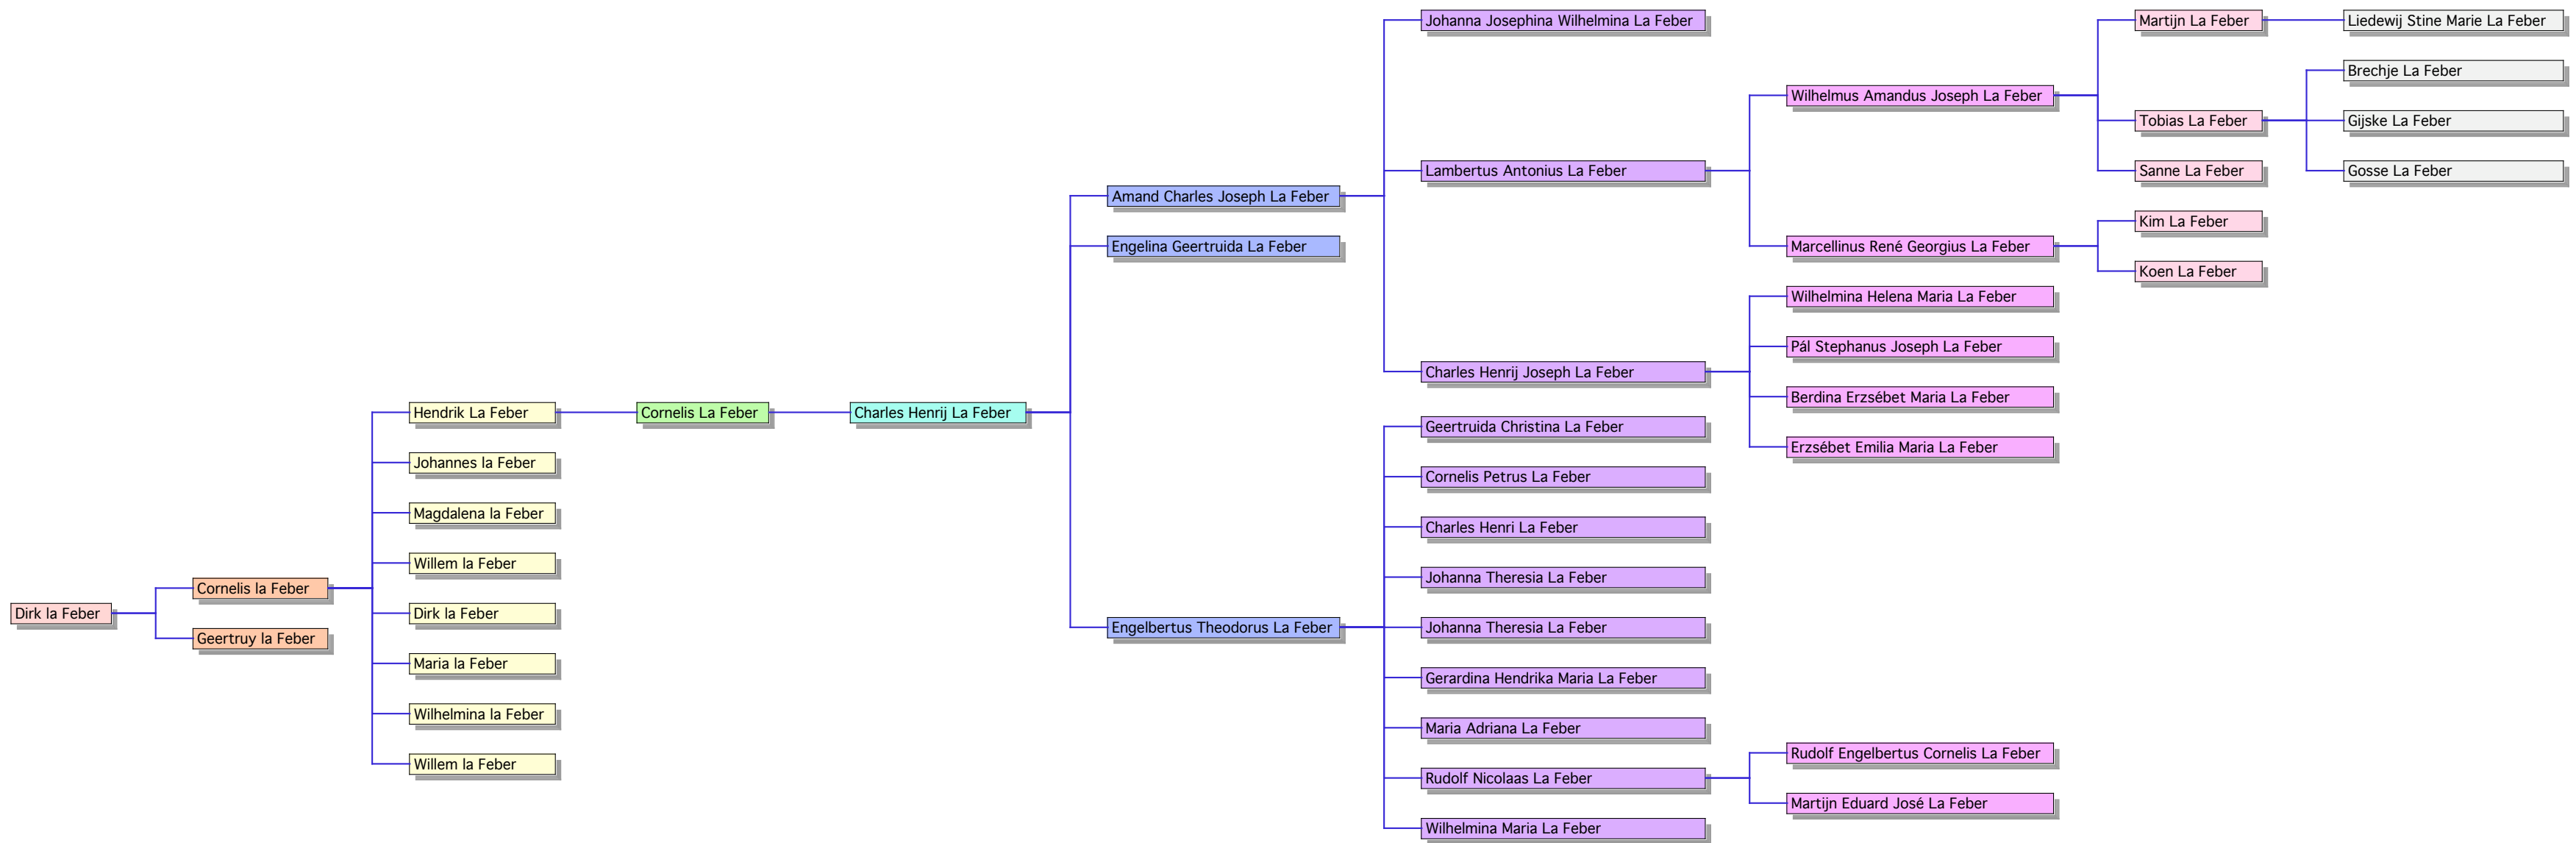 Dirk la Feber
Cornelis la Feber
Geertruy la Feber
Hendrik La Feber
Johannes la Feber
Magdalena la Feber
Willem la Feber
Dirk la Feber
Maria la Feber
Wilhelmina la Feber
Willem la Feber
Cornelis La Feber
Charles Henrij La Feber
Amand Charles Joseph La Feber
Engelina Geertruida La Feber
Engelbertus Theodorus La Feber
Johanna Josephina Wilhelmina La Feber
Lambertus Antonius La Feber
Charles Henrij Joseph La Feber
Geertruida Christina La Feber
Cornelis Petrus La Feber
Charles Henri La Feber
Johanna Theresia La Feber
Johanna Theresia La Feber
Gerardina Hendrika Maria La Feber
Maria Adriana La Feber
Rudolf Nicolaas La Feber
Wilhelmina Maria La Feber
Wilhelmus Amandus Joseph La Feber
Marcellinus René Georgius La Feber
Wilhelmina Helena Maria La Feber
Pál Stephanus Joseph La Feber
Berdina Erzsébet Maria La Feber
Erzsébet Emilia Maria La Feber
Rudolf Engelbertus Cornelis La Feber
Martijn Eduard José La Feber
Martijn La Feber
Tobias La Feber
Sanne La Feber
Kim La Feber
Koen La Feber
Liedewij Stine Marie La Feber
Brechje La Feber
Gijske La Feber
Gosse La Feber